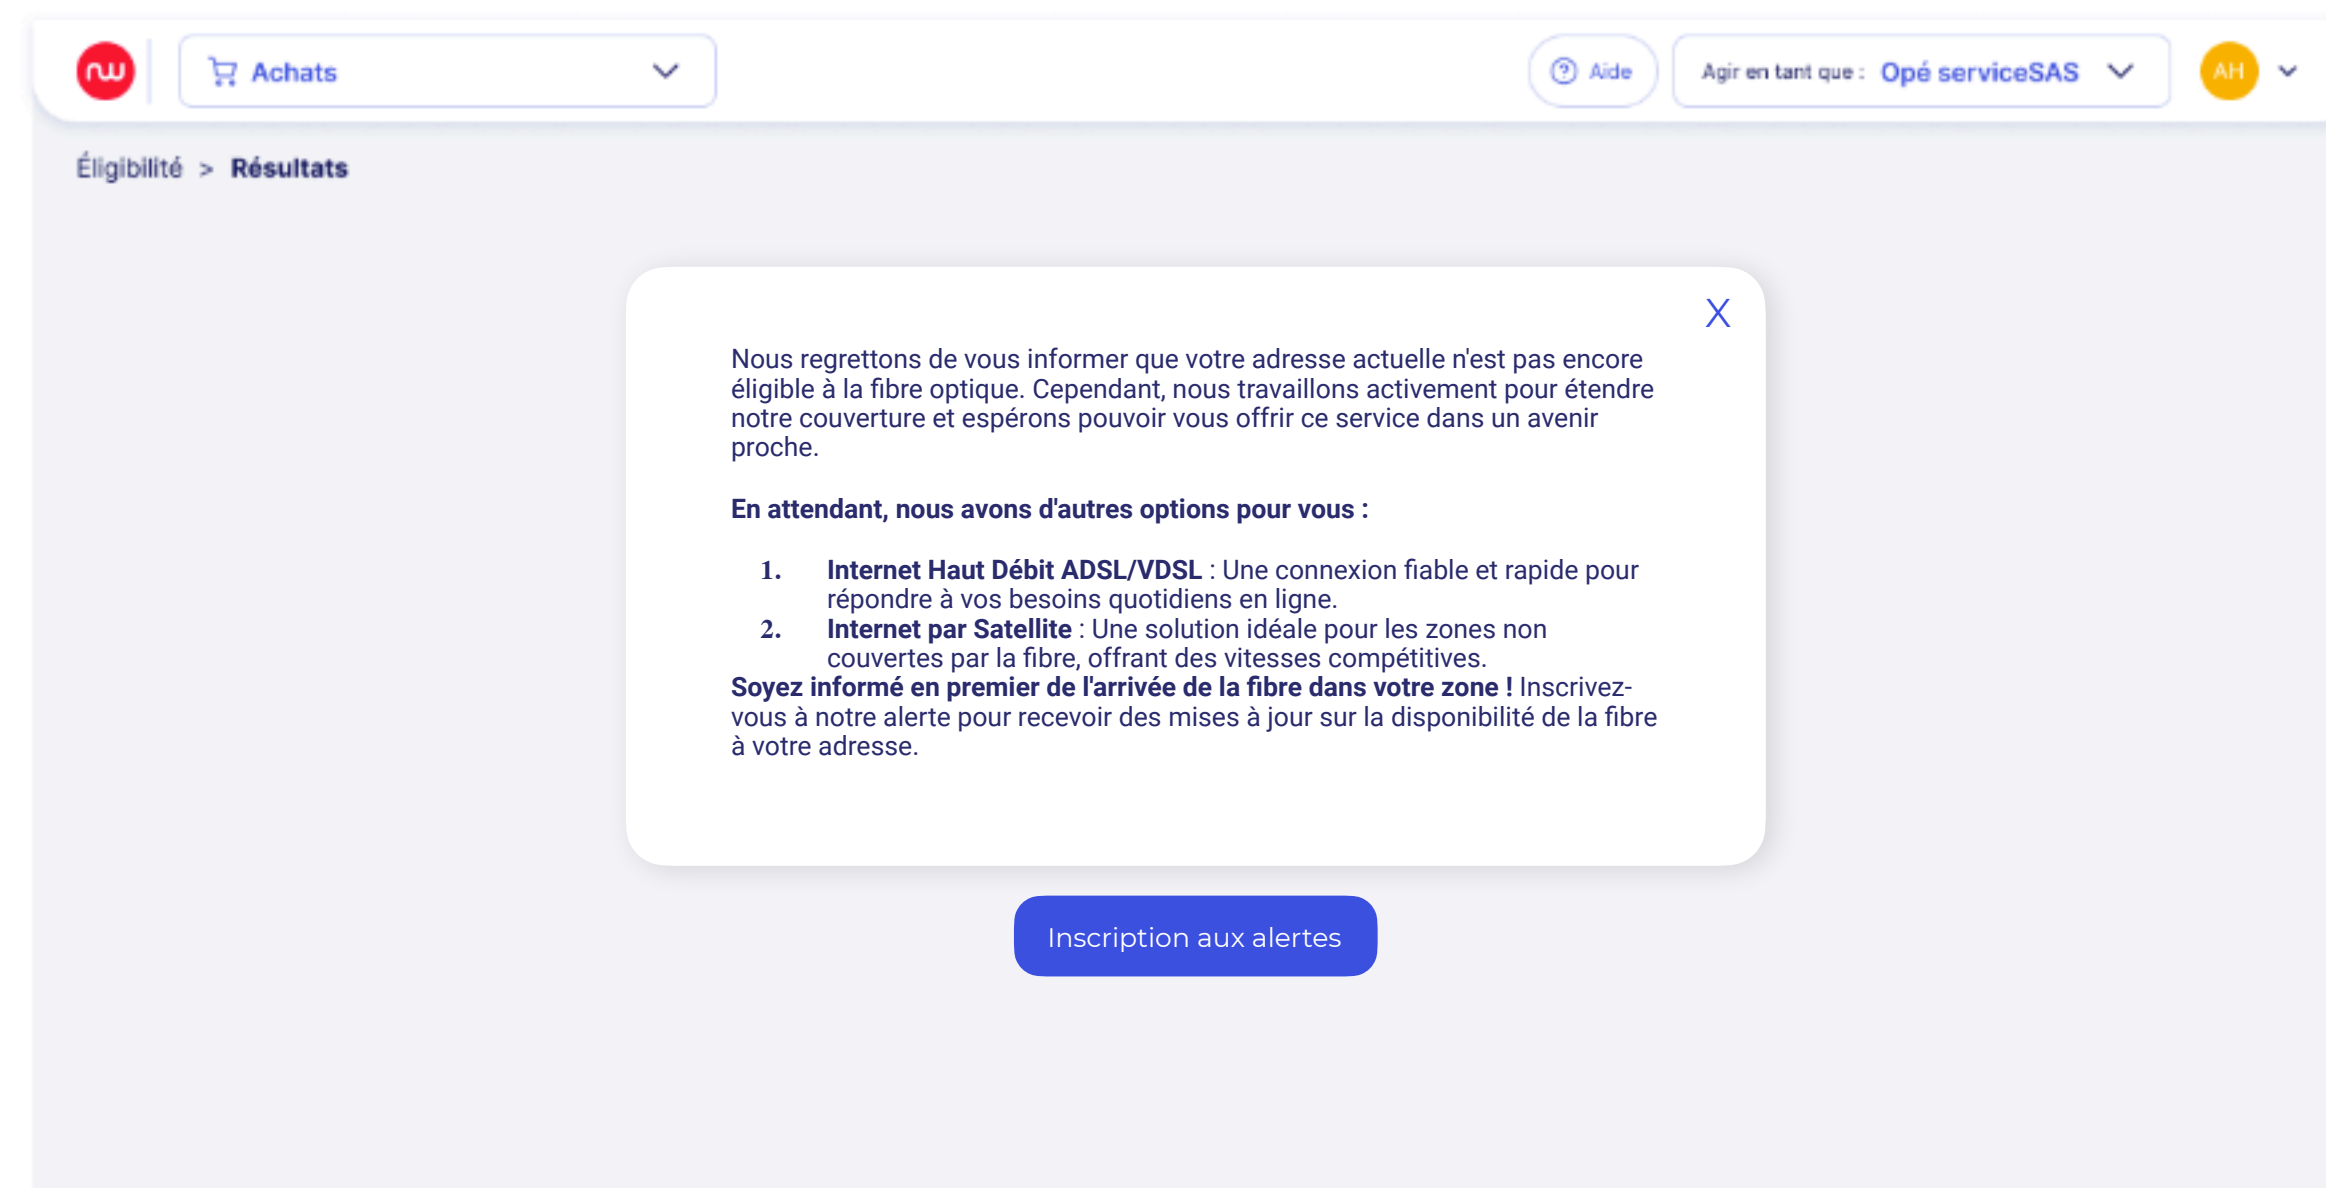 nw
Achats
Aide
Agir en tant que : Opé serviceSAS
AH
Éligibilité > Résultats
X
Nous regrettons de vous informer que votre adresse actuelle n'est pas encore
éligible à la fibre optique. Cependant, nous travaillons activement pour étendre
notre couverture et espérons pouvoir vous offrir ce service dans un avenir
proche.
En attendant, nous avons d'autres options pour vous :
1. Internet Haut Débit ADSL/VDSL : Une connexion fiable et rapide pour
répondre à vos besoins quotidiens en ligne.
2. Internet par Satellite : Une solution idéale pour les zones non
couvertes par la fibre, offrant des vitesses compétitives.
Soyez informé en premier de l'arrivée de la fibre dans votre zone ! Inscrivez-
vous à notre alerte pour recevoir des mises à jour sur la disponibilité de la fibre
à votre adresse.
Inscription aux alertes